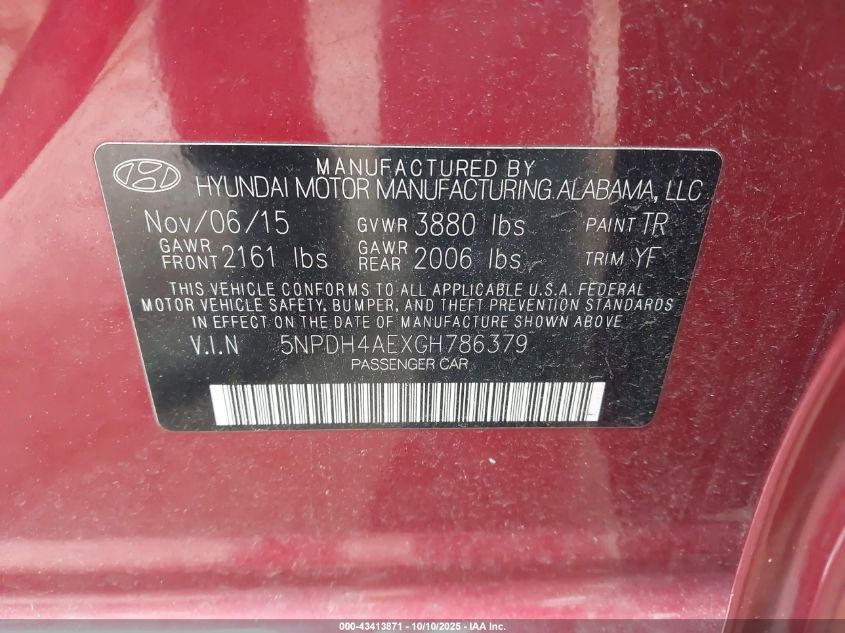 MANUFACTURED BY
HYUNDAI MOTOR MANUFACTURING ALABAMA, LLC
Nov/06/15 GVWR 3880 lbs PAINT TR
GAWR FRONT 2161 lbs GAWR REAR 2006 lbs TRIM YF
THIS VEHICLE CONFORMS TO ALL APPLICABLE U.S.A. FEDERAL
MOTOR VEHICLE SAFETY, BUMPER, AND THEFT PREVENTION STANDARDS
IN EFFECT ON THE DATE OF MANUFACTURE SHOWN ABOVE
V.I.N 5NPDH4AEXGH786379
PASSENGER CAR
000-43413871 - 10/10/2025 - IAA Inc.